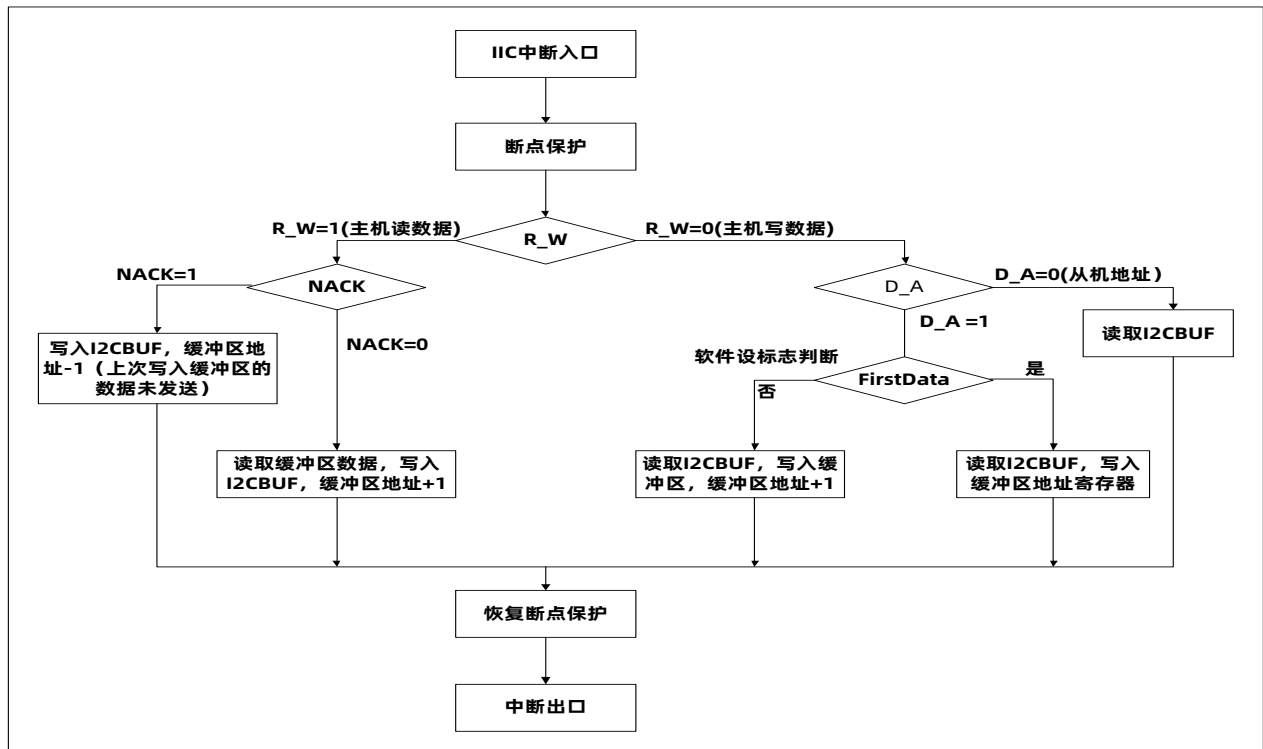 IIC中断入口
断点保护
R_W=1(主机读数据)
R_W
R_W=0(主机写数据)
NACK=1
NACK
D_A
D_A=0(从机地址)
D_A =1
写入I2CBUF，缓冲区地
址-1（上次写入缓冲区的
数据未发送）
NACK=0
读取I2CBUF
软件设标志判断
否
FirstData
是
读取缓冲区数据，写入
I2CBUF，缓冲区地址+1
读取I2CBUF，写入缓
冲区，缓冲区地址+1
读取I2CBUF，写入
缓冲区地址寄存器
恢复断点保护
中断出口